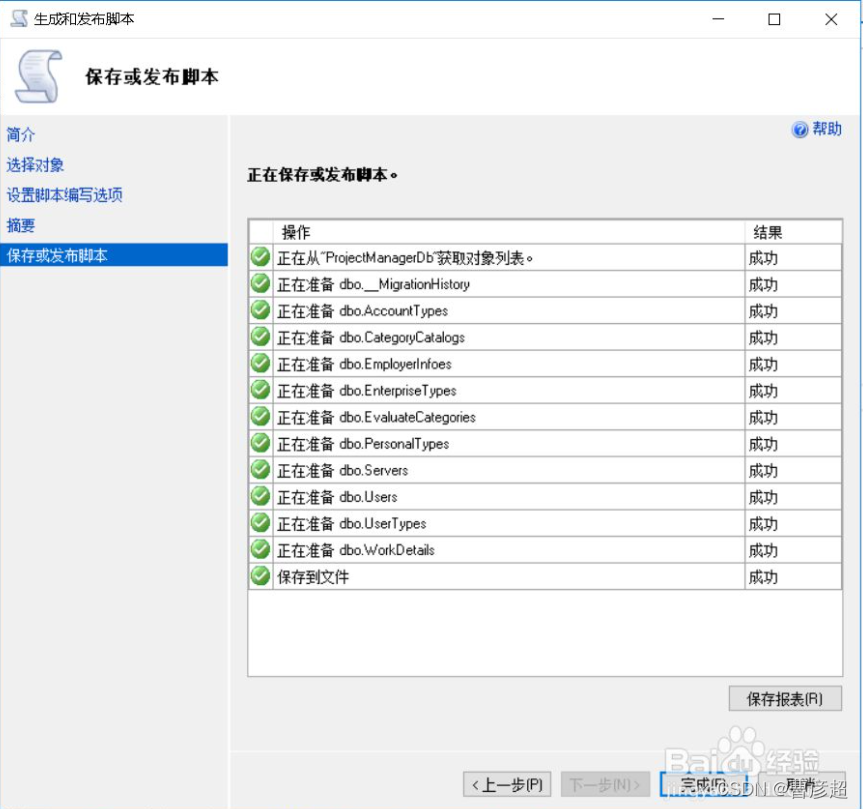 生成和发布脚本
保存或发布脚本
简介
帮助
选择对象
正在保存或发布脚本。
设置脚本编写选项
摘要
保存或发布脚本
操作 结果
正在从"ProjectManagerDb"获取对象列表。 成功
正在准备 dbo.__MigrationHistory 成功
正在准备 dbo.AccountTypes 成功
正在准备 dbo.CategoryCatalogs 成功
正在准备 dbo.EmployerInfoes 成功
正在准备 dbo.EnterpriseTypes 成功
正在准备 dbo.EvaluateCategories 成功
正在准备 dbo.PersonalTypes 成功
正在准备 dbo.Servers 成功
正在准备 dbo.Users 成功
正在准备 dbo.UserTypes 成功
正在准备 dbo.WorkDetails 成功
保存到文件 成功
保存报表(R)
Baidu 经验
<上一步(P) 下一步(N)> 完成(F) 取消
CSDN @香彦超